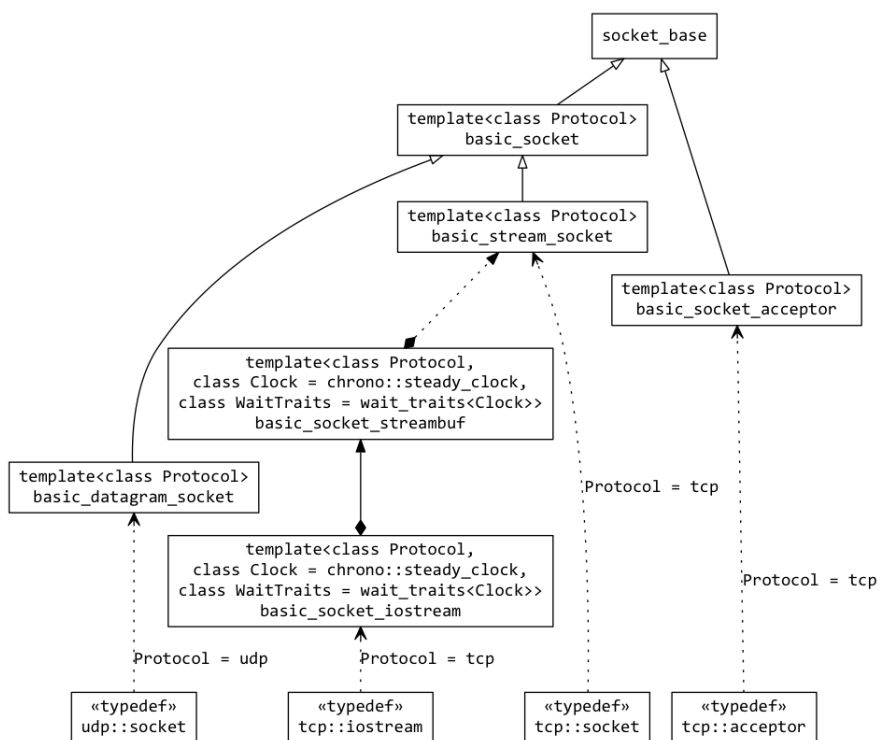 socket_base
template<class Protocol>
basic_socket
template<class Protocol>
basic_stream_socket
template<class Protocol>
basic_socket_acceptor
template<class Protocol,
class Clock = chrono::steady_clock,
class WaitTraits = wait_traits<Clock>>
basic_socket_streambuf
template<class Protocol>
basic_datagram_socket
Protocol = tcp
template<class Protocol,
class Clock = chrono::steady_clock,
class WaitTraits = wait_traits<Clock>>
basic_socket_iostream
Protocol = tcp
Protocol = udp
Protocol = tcp
«typedef»
udp::socket
«typedef»
tcp::iostream
«typedef»
tcp::socket
«typedef»
tcp::acceptor